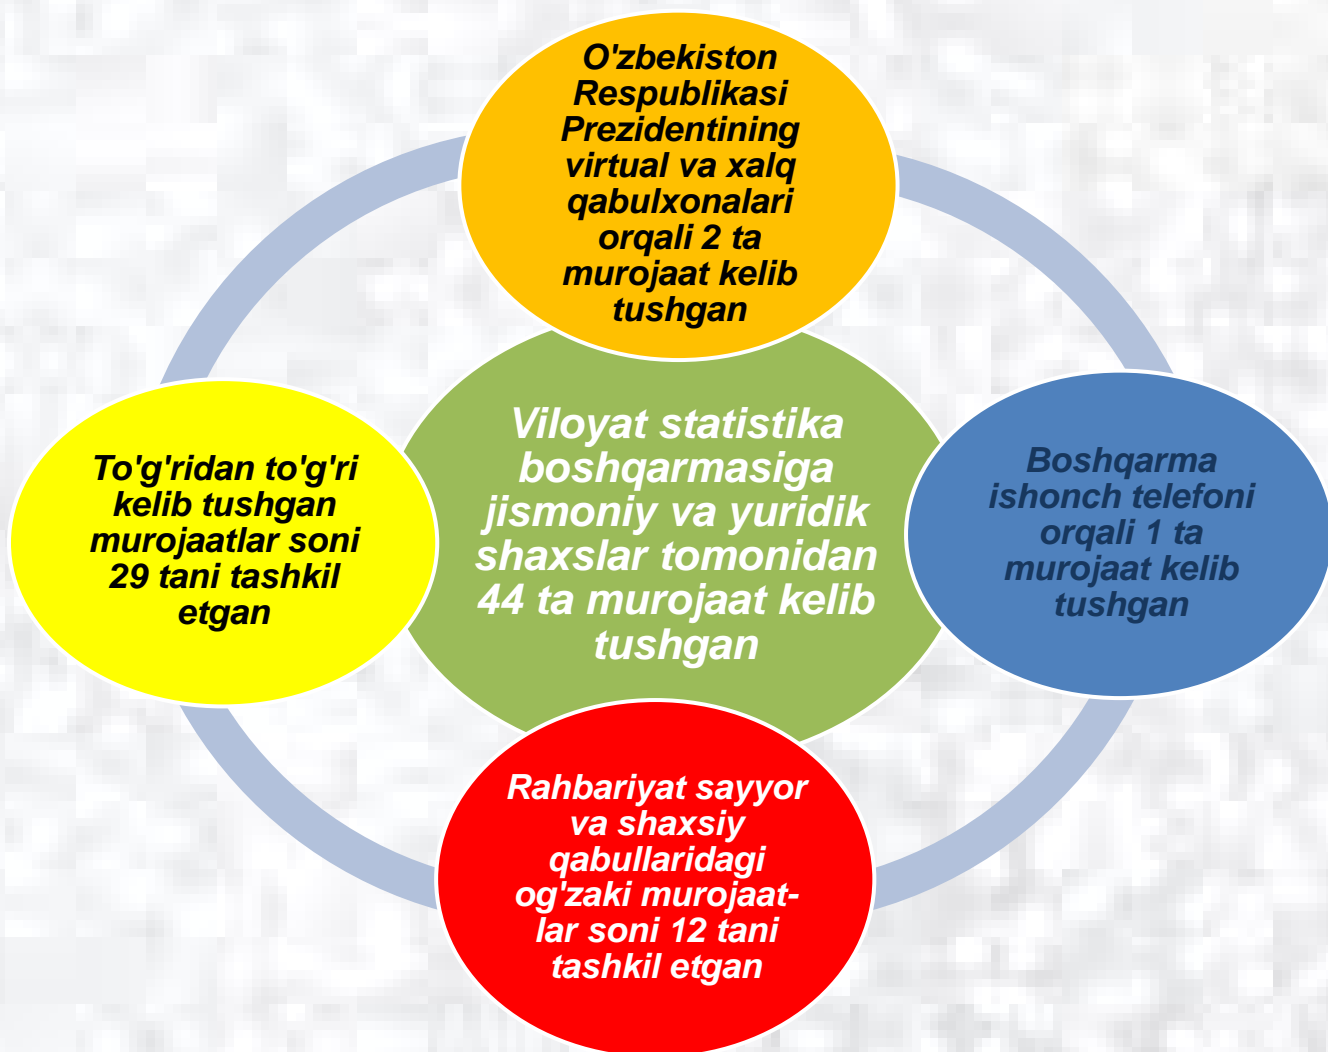 O'zbekiston
Respublikasi
Prezidentining
virtual va xalq
qabulxonalari
orqali 2 ta
murojaat kelib
tushgan
Viloyat statistika
boshqarmasiga
jismoniy va yuridik
shaxslar tomonidan
44 ta murojaat kelib
tushgan
To'g'ridan to'g'ri
kelib tushgan
murojaatlar soni
29 tani tashkil
etgan
Boshqarma
ishonch telefoni
orqali 1 ta
murojaat kelib
tushgan
Rahbariyat sayyor
va shaxsiy
qabullaridagi
og'zaki murojaat-
lar soni 12 tani
tashkil etgan